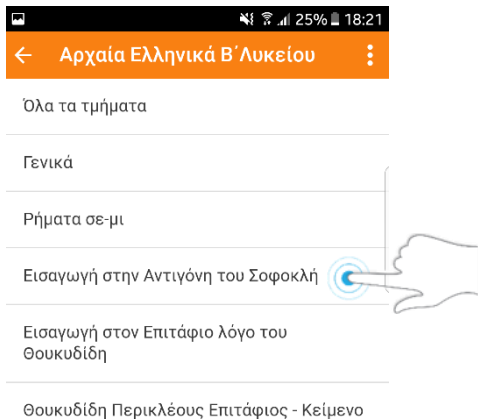 25% 18:21
Αρχαία Ελληνικά Β΄Λυκείου
Όλα τα τμήματα
Γενικά
Ρήματα σε-μι
Εισαγωγή στην Αντιγόνη του Σοφοκλή
Εισαγωγή στον Επιτάφιο λόγο του
Θουκυδίδη
Θουκυδίδη Περικλέους Επιτάφιος - Κείμενο